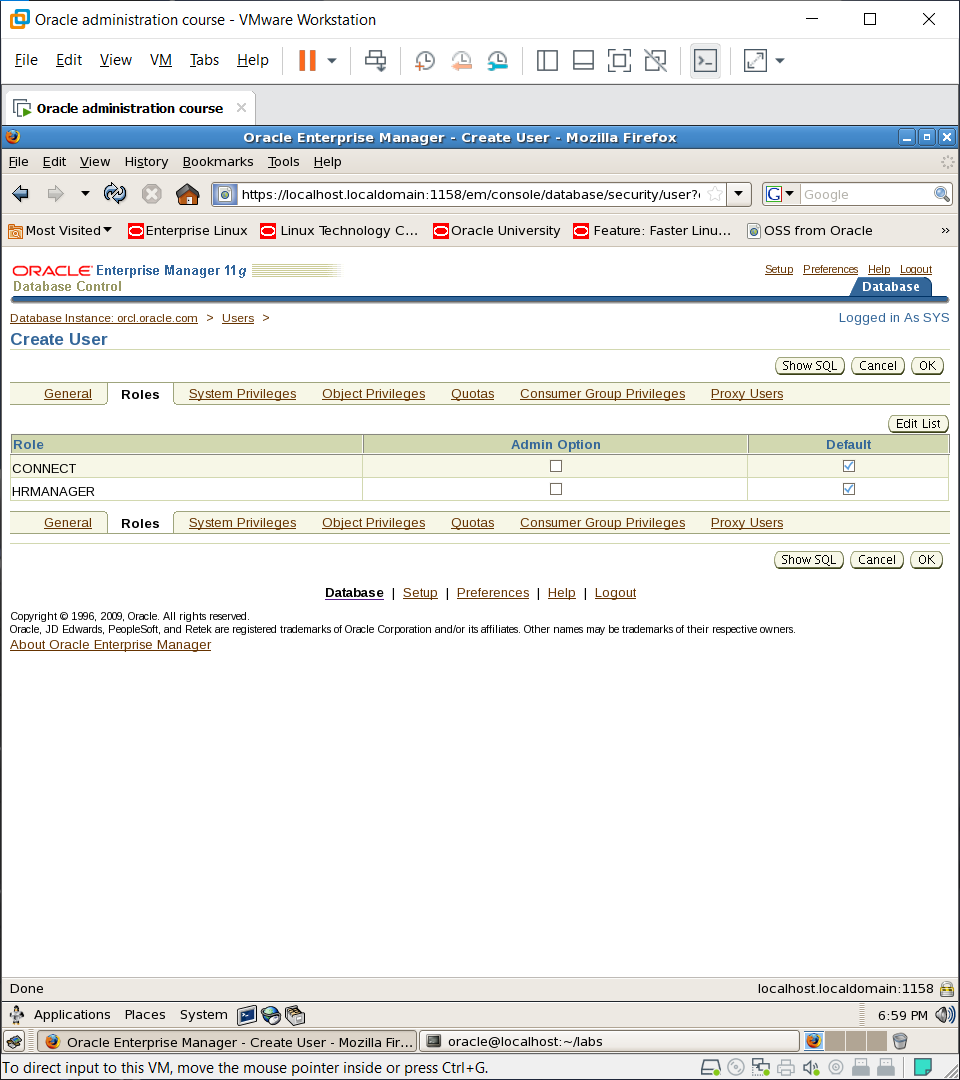 Oracle administration course - VMware Workstation
File Edit View VM Tabs Help
Oracle administration course
Oracle Enterprise Manager - Create User - Mozilla Firefox
File Edit View History Bookmarks Tools Help
https://localhost.localdomain:1158/em/console/database/security/user?
G Google
Most Visited Enterprise Linux Linux Technology C... Oracle University Feature: Faster Linu... OSS from Oracle »
ORACLE Enterprise Manager 11g
Database Control
Setup Preferences Help Logout
Database
Database Instance: orcl.oracle.com > Users >
Logged in As SYS
Create User
Show SQL Cancel OK
General Roles System Privileges Object Privileges Quotas Consumer Group Privileges Proxy Users
Edit List
Role Admin Option Default
CONNECT
HRMANAGER
General Roles System Privileges Object Privileges Quotas Consumer Group Privileges Proxy Users
Show SQL Cancel OK
Database | Setup | Preferences | Help | Logout
Copyright © 1996, 2009, Oracle. All rights reserved.
Oracle, JD Edwards, PeopleSoft, and Retek are registered trademarks of Oracle Corporation and/or its affiliates. Other names may be trademarks of their respective owners.
About Oracle Enterprise Manager
Done
localhost.localdomain:1158
Applications Places System
6:59 PM
Oracle Enterprise Manager - Create User - Mozilla Fir...
oracle@localhost:~/labs
To direct input to this VM, move the mouse pointer inside or press Ctrl+G.